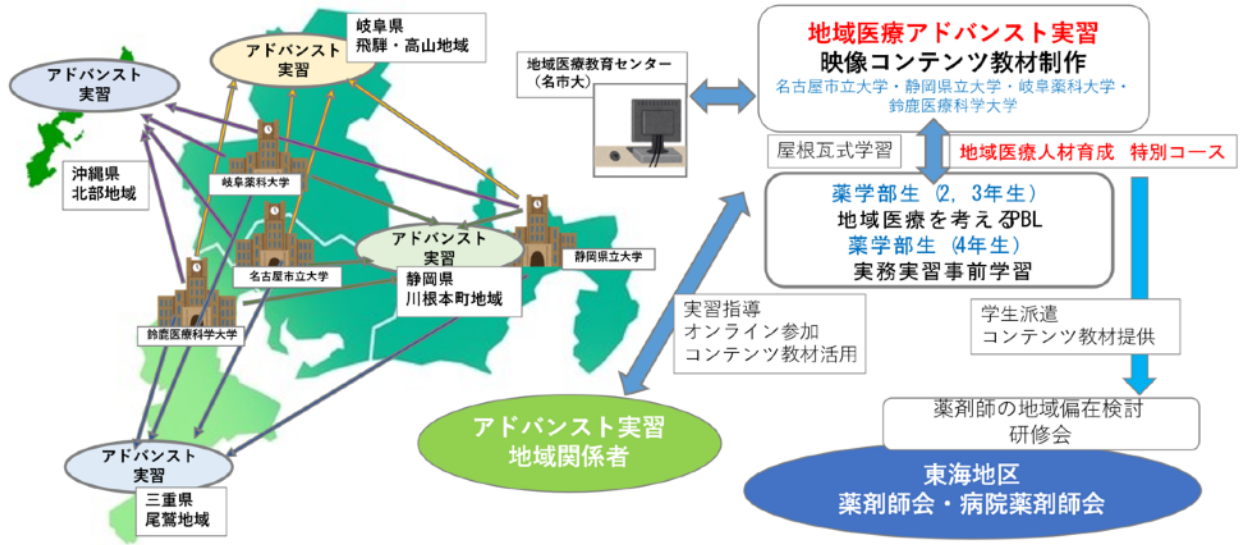 岐阜県
飛騨・高山地域
アドバンスト
実習
アドバンスト
実習
沖縄県
北部地域
岐阜薬科大学
名古屋市立大学
鈴鹿医療科学大学
静岡県立大学
アドバンスト
実習
静岡県
川根本町地域
アドバンスト
実習
三重県
尾鷲地域
地域医療教育センター
(名市大)
地域医療アドバンスト実習
映像コンテンツ教材制作
名古屋市立大学・静岡県立大学・岐阜薬科大学・
鈴鹿医療科学大学
屋根瓦式学習
地域医療人材育成 特別コース
薬学部生 (2, 3年生)
地域医療を考えるPBL
薬学部生 (4年生)
実務実習事前学習
実習指導
オンライン参加
コンテンツ教材活用
学生派遣
コンテンツ教材提供
アドバンスト実習
地域関係者
薬剤師の地域偏在検討
研修会
東海地区
薬剤師会・病院薬剤師会